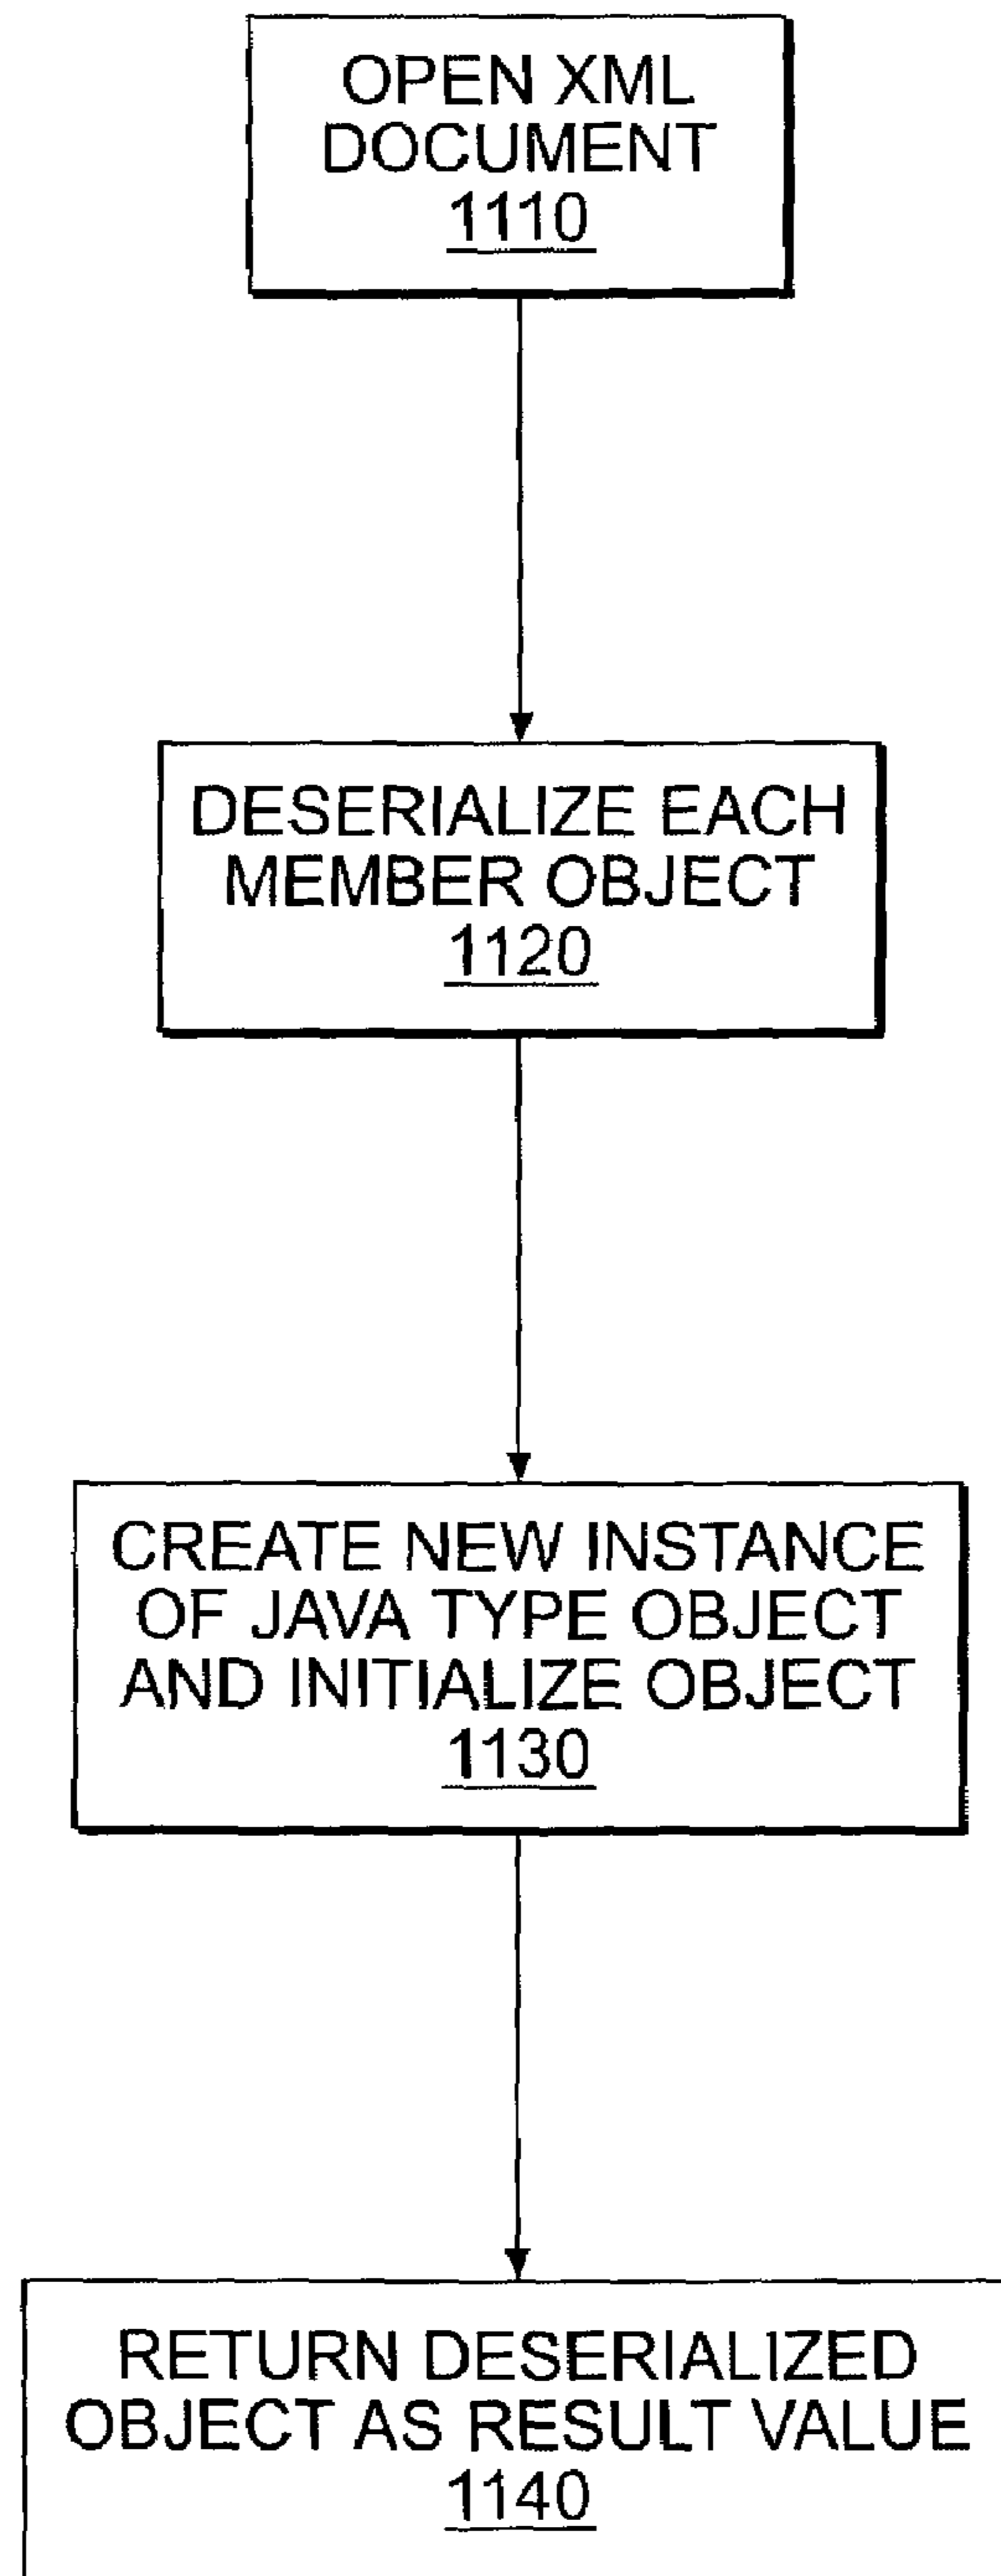 OPEN XML
DOCUMENT
1110
DESERIALIZE EACH
MEMBER OBJECT
1120
CREATE NEW INSTANCE
OF JAVA TYPE OBJECT
AND INITIALIZE OBJECT
1130
RETURN DESERIALIZED
OBJECT AS RESULT VALUE
1140